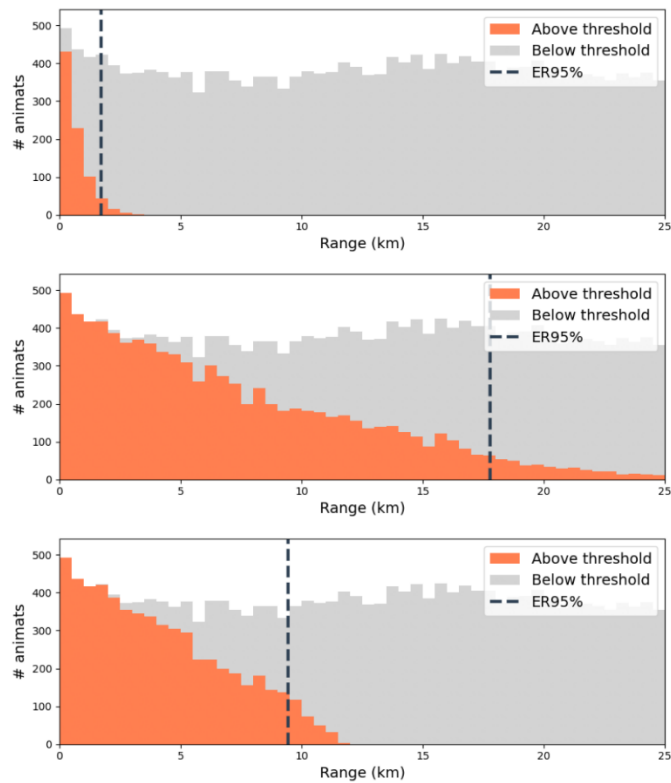 500
400
300
200
100
0
# animats
0 5 10 15 20 25
Range (km)
Above threshold
Below threshold
ER95%
500
400
300
200
100
0
# animats
0 5 10 15 20 25
Range (km)
Above threshold
Below threshold
ER95%
500
400
300
200
100
0
# animats
0 5 10 15 20 25
Range (km)
Above threshold
Below threshold
ER95%